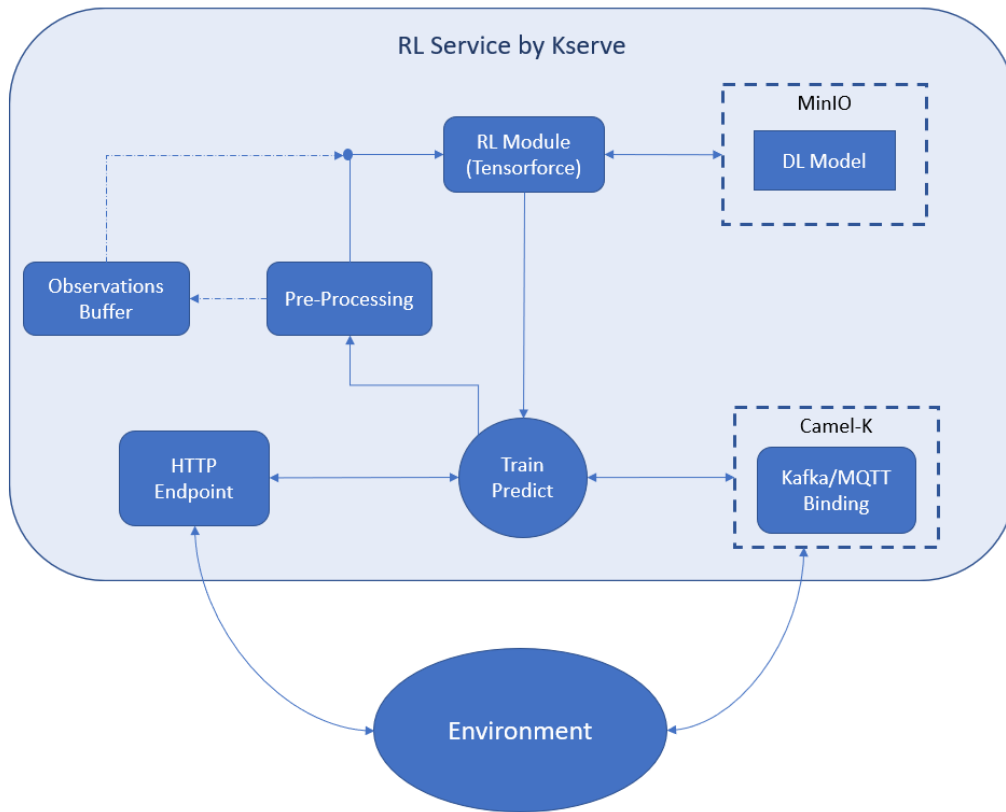 RL Service by Kserve
MinIO
RL Module
(Tensorforce)
DL Model
Observations
Buffer
Pre-Processing
Camel-K
HTTP
Endpoint
Train
Predict
Kafka/MQTT
Binding
Environment